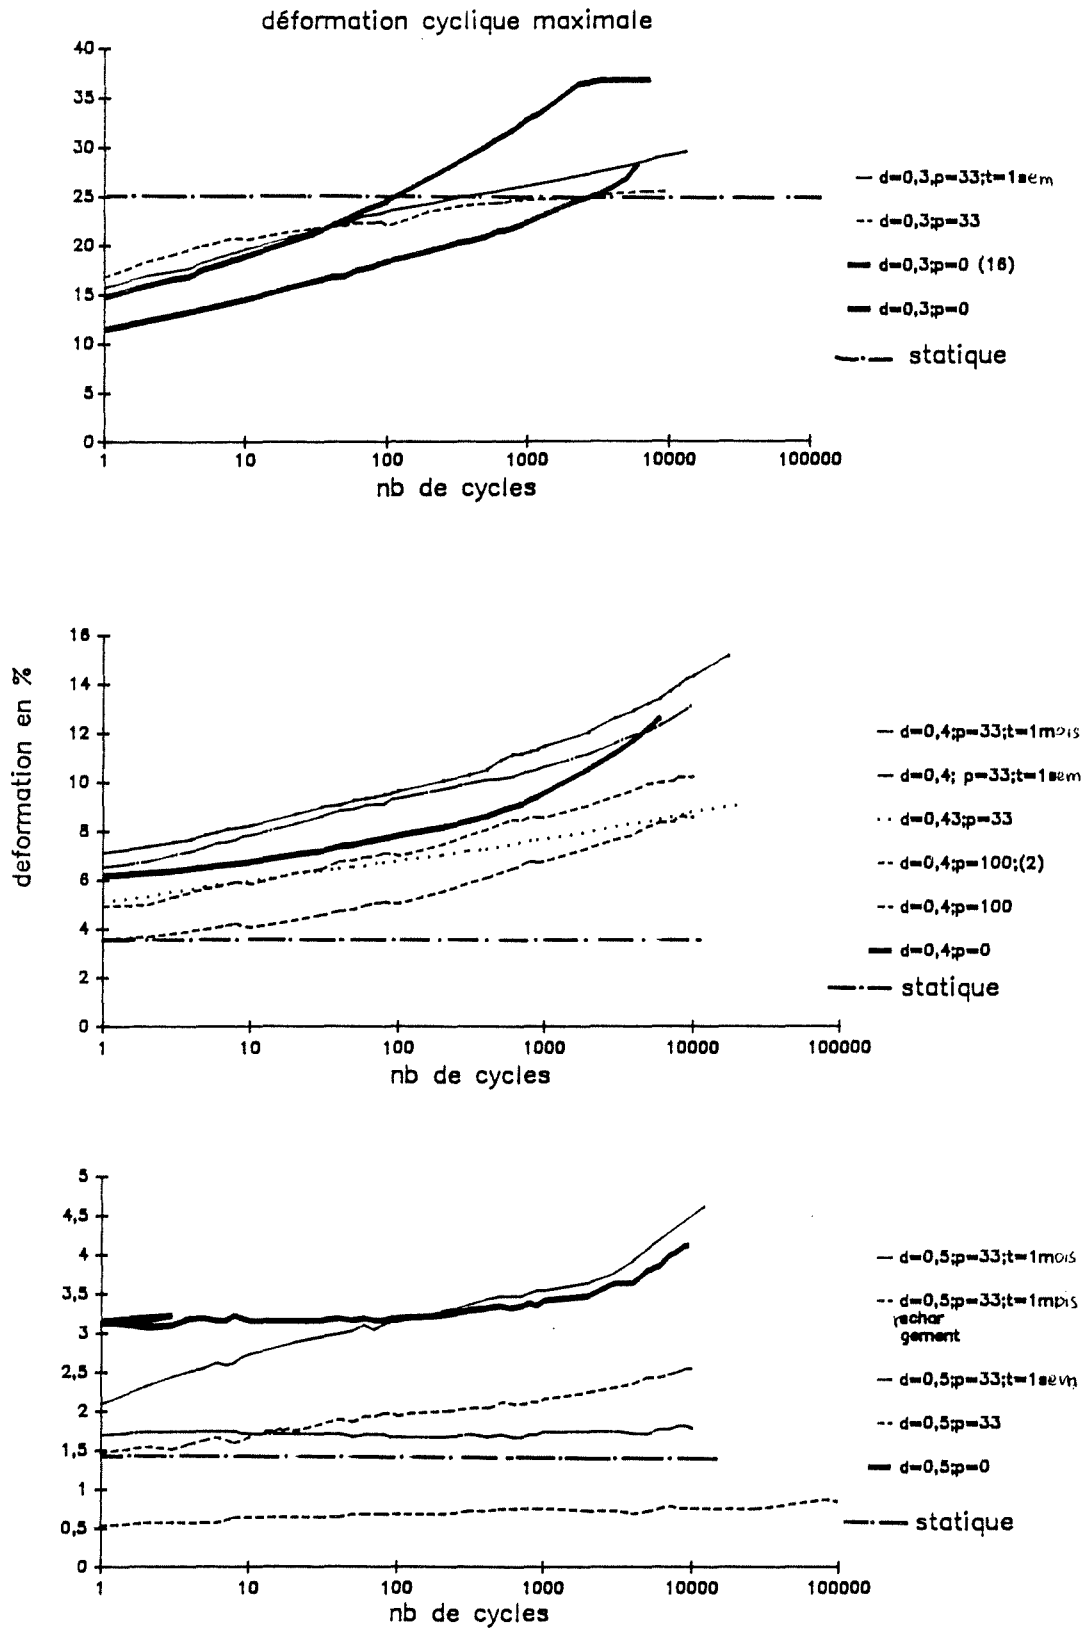 déformation cyclique maximale
40
35
30
25
20
15
10
5
0
1 10 100 1000 10000 100000
nb de cycles
d=0,3,p=33;t=1sem
d=0,3;p=33
d=0,3;p=0 (16)
d=0,3;p=0
statique
deformation en %
16
14
12
10
8
6
4
2
0
1 10 100 1000 10000 100000
nb de cycles
d=0,4;p=33;t=1mois
d=0,4; p=33;t=1sem
d=0,43;p=33
d=0,4;p=100;(2)
d=0,4;p=100
d=0,4;p=0
statique
5
4,5
4
3,5
3
2,5
2
1,5
1
0,5
0
1 10 100 1000 10000 100000
nb de cycles
d=0,5;p=33;t=1mois
d=0,5;p=33;t=1mois
rechar
gement
d=0,5;p=33;t=1sem
d=0,5;p=33
d=0,5;p=0
statique